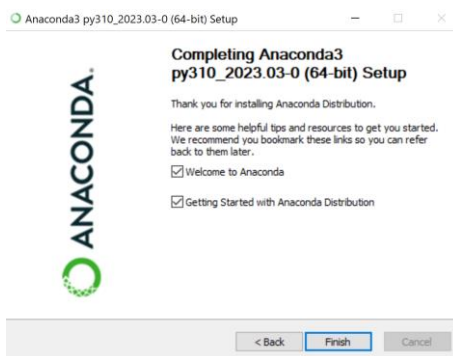 Anaconda3 py310_2023.03-0 (64-bit) Setup
Completing Anaconda3
py310_2023.03-0 (64-bit) Setup
Thank you for installing Anaconda Distribution.
Here are some helpful tips and resources to get you started.
We recommend you bookmark these links so you can refer
back to them later.
Welcome to Anaconda
Getting Started with Anaconda Distribution
ANACONDA.
< Back
Finish
Cancel